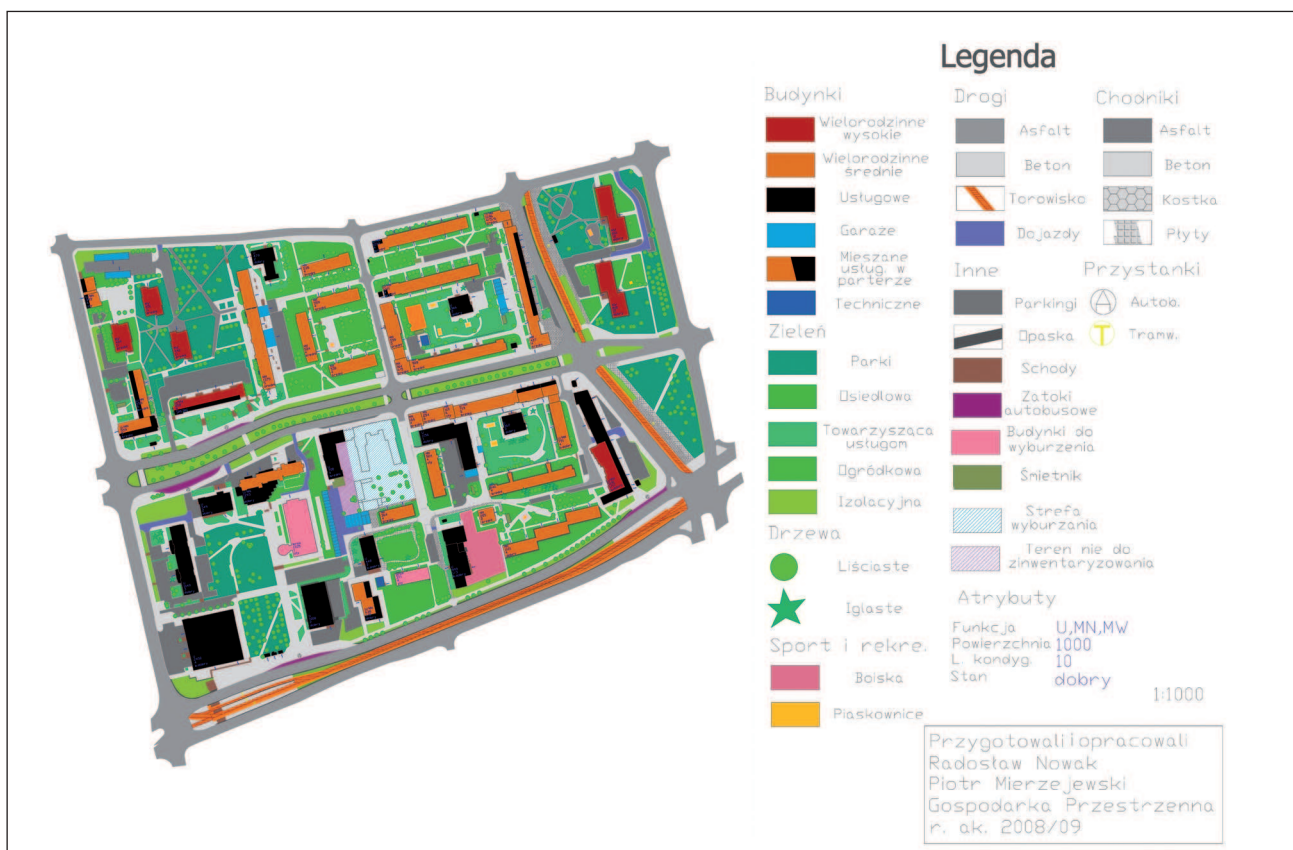 Legenda
Budynki
Wielorodzinne
wysokie
Wielorodzinne
średnie
Usługowe
Garaże
Mieszane
usług. w
parterze
Techniczne
Zieleń
Parki
Osiedlowa
Towarzysząca
usługom
Ogródkowa
Izolacyjna
Drzewa
Liściaste
Iglaste
Sport i rekre.
Boiska
Piaskownice
Drogi
Asfalt
Beton
Torowisko
Dojazdy
Inne
Parkingi
Opaska
Schody
Zatoki
autobusowe
Budynki do
wyburzenia
Śmietnik
Strefa
wyburzania
Teren nie do
zinwentaryzowania
Chodniki
Asfalt
Beton
Kostka
Płyty
Przystanki
A Autob.
T Tramw.
Atrybuty
Funkcja U,MN,MW
Powierzchnia 1000
L. kondyg. 10
Stan dobry
1:1000
Przygotowali i opracowali
Radosław Nowak
Piotr Mierzejewski
Gospodarka Przestrzenna
r. ak. 2008/09